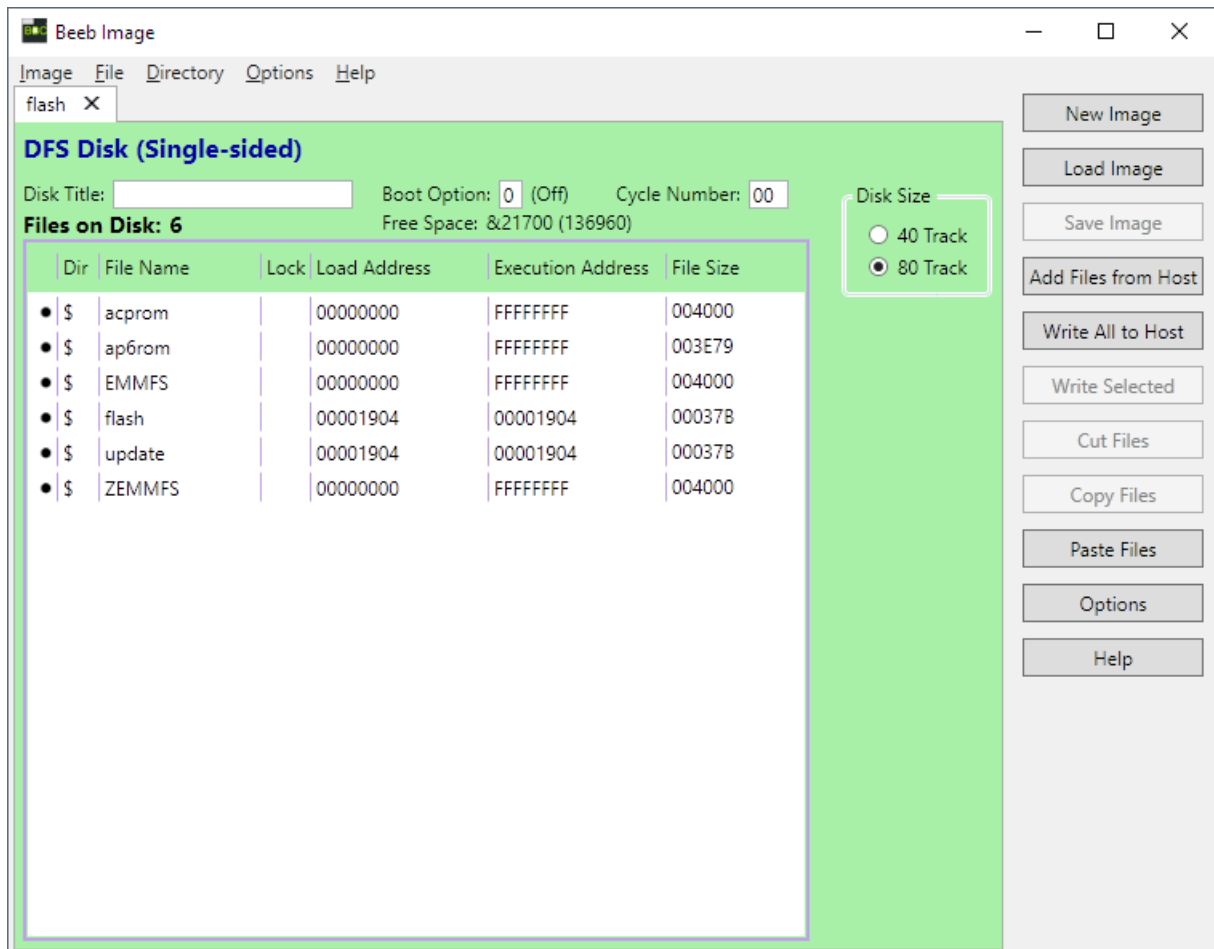 Beeb Image
Image File Directory Options Help
flash
DFS Disk (Single-sided)
Disk Title: Boot Option: 0 (Off) Cycle Number: 00
Files on Disk: 6 Free Space: &21700 (136960)
Disk Size
40 Track
80 Track
Dir File Name Lock Load Address Execution Address File Size
$ acprom 00000000 FFFFFFFF 004000
$ ap6rom 00000000 FFFFFFFF 003E79
$ EMMFS 00000000 FFFFFFFF 004000
$ flash 00001904 00001904 00037B
$ update 00001904 00001904 00037B
$ ZEMMFS 00000000 FFFFFFFF 004000
New Image
Load Image
Save Image
Add Files from Host
Write All to Host
Write Selected
Cut Files
Copy Files
Paste Files
Options
Help